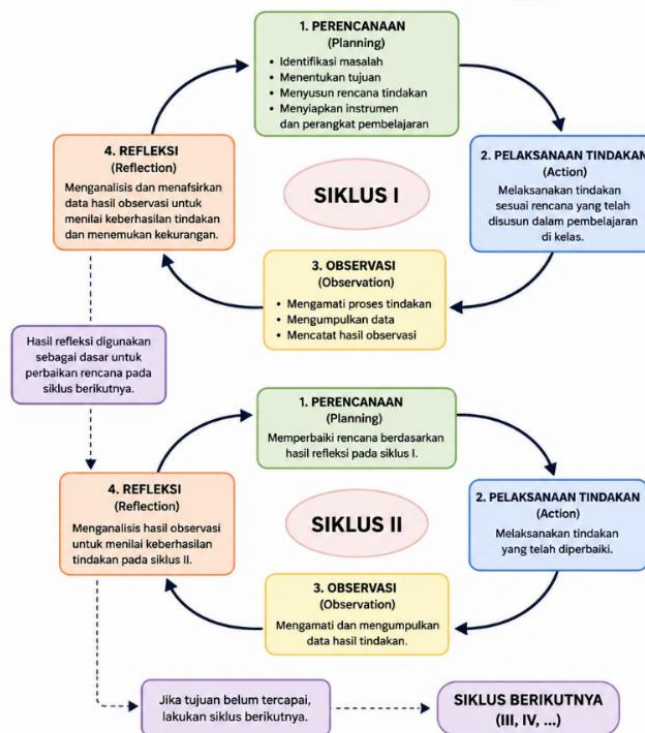 1. PERENCANAAN
(Planning)
• Identifikasi masalah
• Menentukan tujuan
• Menyusun rencana tindakan
• Menyiapkan instrumen
dan perangkat pembelajaran
4. REFLEKSI
(Reflection)
Menganalisis dan menafsirkan
data hasil observasi untuk
menilai keberhasilan tindakan
dan menemukan kekurangan.
SIKLUS I
2. PELAKSANAAN TINDAKAN
(Action)
Melaksanakan tindakan
sesuai rencana yang telah
disusun dalam pembelajaran
di kelas.
3. OBSERVASI
(Observation)
• Mengamati proses tindakan
• Mengumpulkan data
• Mencatat hasil observasi
Hasil refleksi digunakan
sebagai dasar untuk
perbaikan rencana pada
siklus berikutnya.
1. PERENCANAAN
(Planning)
Memperbaiki rencana berdasarkan
hasil refleksi pada siklus I.
4. REFLEKSI
(Reflection)
Menganalisis hasil observasi
untuk menilai keberhasilan
tindakan pada siklus II.
SIKLUS II
2. PELAKSANAAN TINDAKAN
(Action)
Melaksanakan tindakan
yang telah diperbaiki.
3. OBSERVASI
(Observation)
Mengamati dan mengumpulkan
data hasil tindakan.
Jika tujuan belum tercapai,
lakukan siklus berikutnya.
SIKLUS BERIKUTNYA
(III, IV, ...)